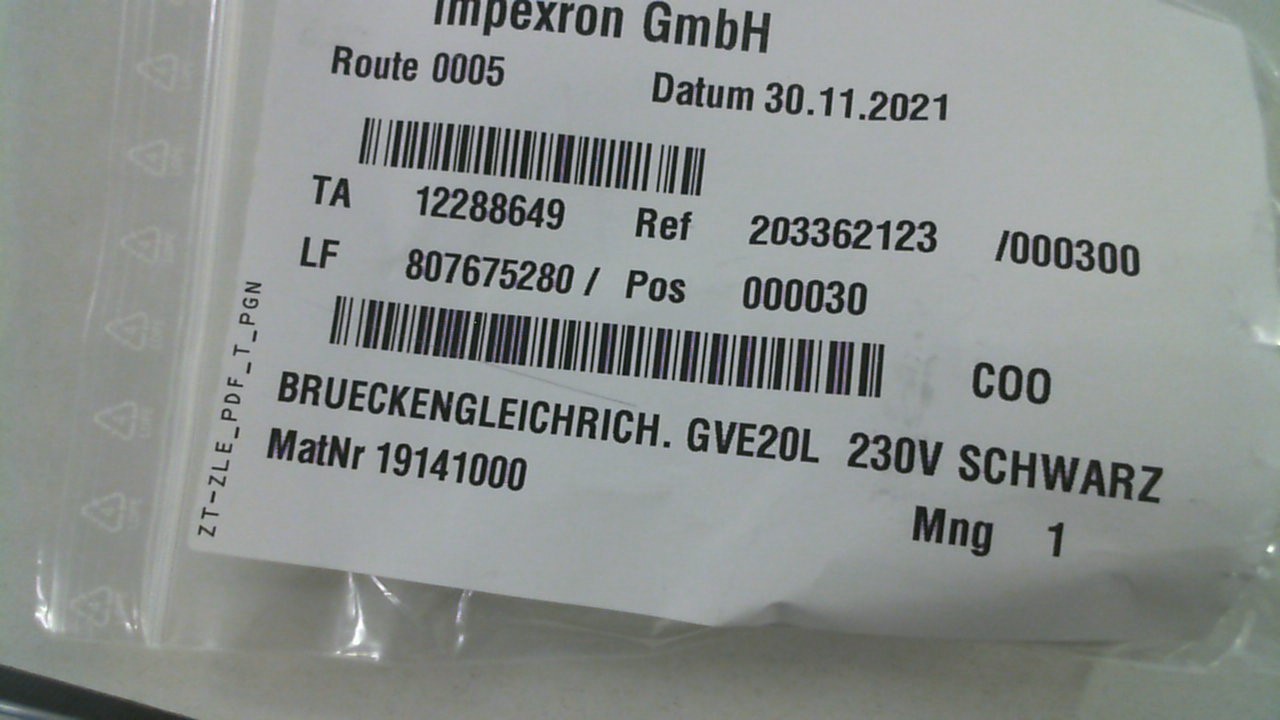 Impexron GmbH
Route 0005 Datum 30.11.2021
TA 12288649 Ref 203362123 /000300
LF 807675280 / Pos 000030
COO
BRUECKENGLEICHRICH. GVE20L 230V SCHWARZ
MatNr 19141000
Mng 1
ZT-ZLE_PDF_T_PGN